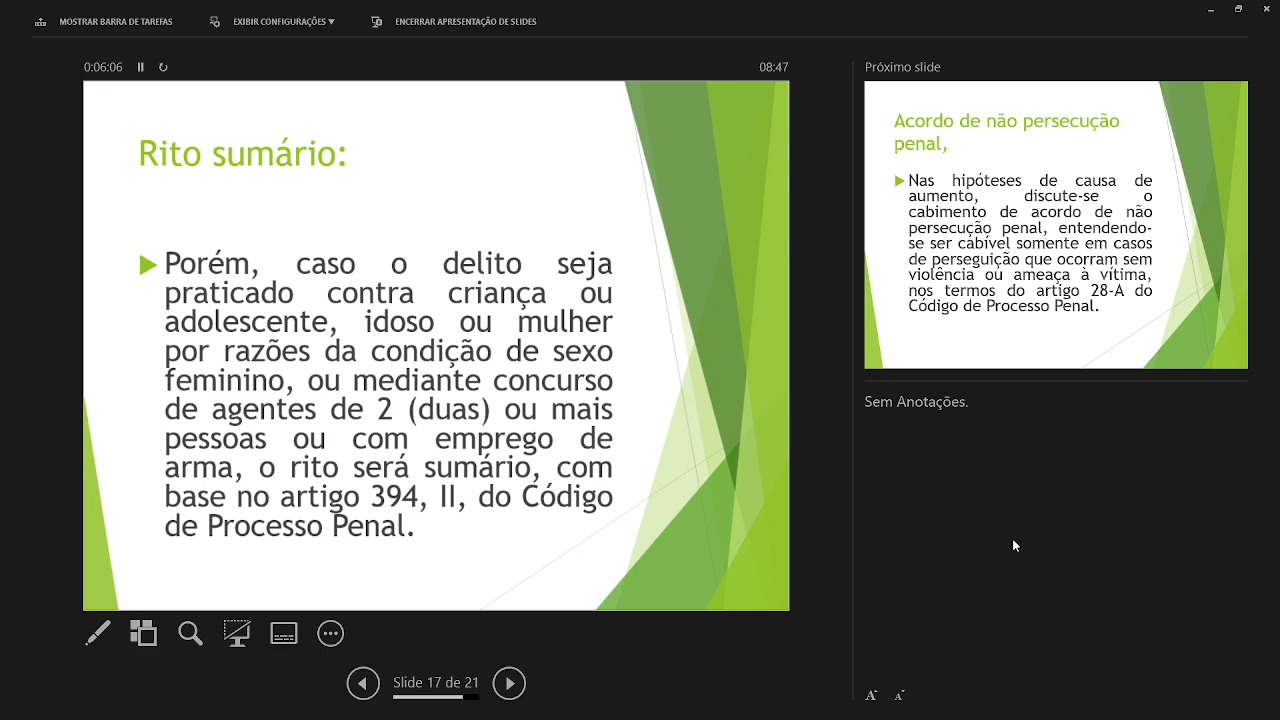 MOSTRAR BARRA DE TAREFAS
EXIBIR CONFIGURAÇÕES ▼
ENCERRAR APRESENTAÇÃO DE SLIDES
0:06:06
08:47
Rito sumário:
Porém, caso o delito seja
praticado contra criança ou
adolescente, idoso ou mulher
por razões da condição de sexo
feminino, ou mediante concurso
de agentes de 2 (duas) ou mais
pessoas ou com emprego de
arma, o rito será sumário, com
base no artigo 394, II, do Código
de Processo Penal.
Slide 17 de 21
Próximo slide
Acordo de não persecução
penal,
Nas hipóteses de causa de
aumento, discute-se o
cabimento de acordo de não
persecução penal, entendendo-
se ser cabível somente em casos
de perseguição que ocorram sem
violência ou ameaça à vítima,
nos termos do artigo 28-A do
Código de Processo Penal.
Sem Anotações.
A A